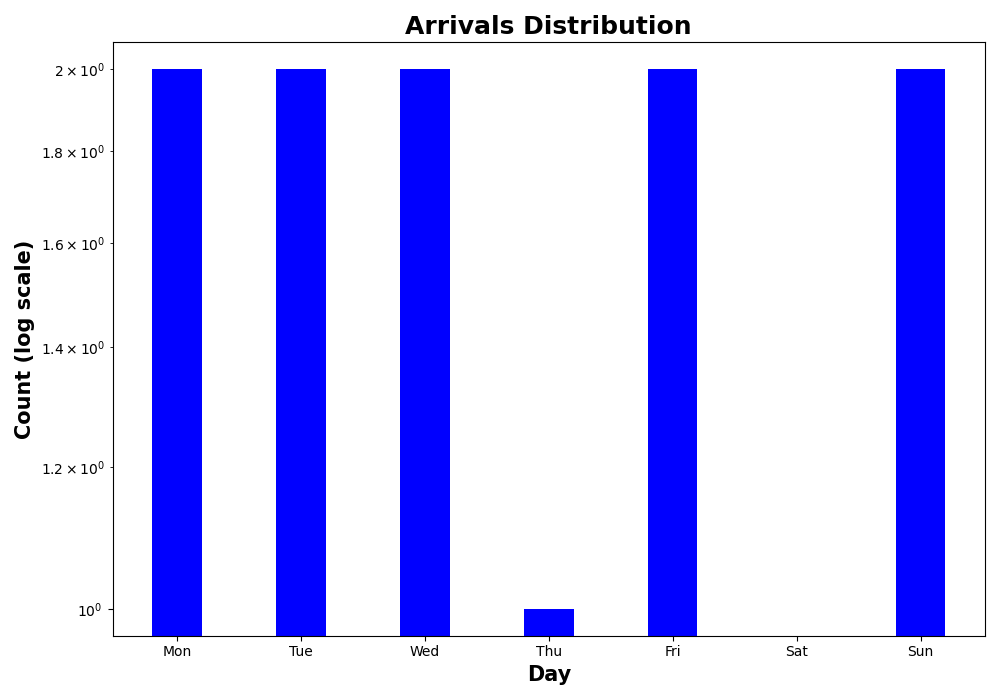 Arrivals Distribution
Count (log scale)
2 × 10⁰
1.8 × 10⁰
1.6 × 10⁰
1.4 × 10⁰
1.2 × 10⁰
10⁰
Mon Tue Wed Thu Fri Sat Sun
Day